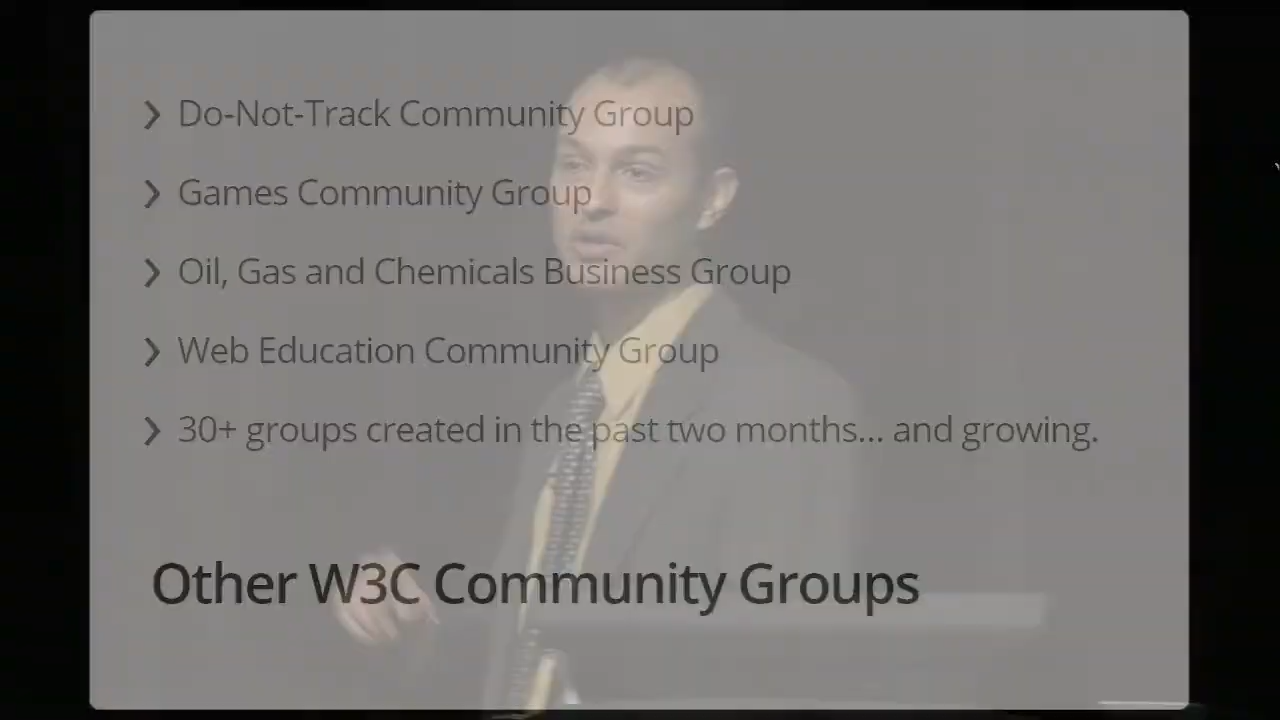 Do-Not-Track Community Group
Games Community Group
Oil, Gas and Chemicals Business Group
Web Education Community Group
30+ groups created in the past two months... and growing.
Other W3C Community Groups